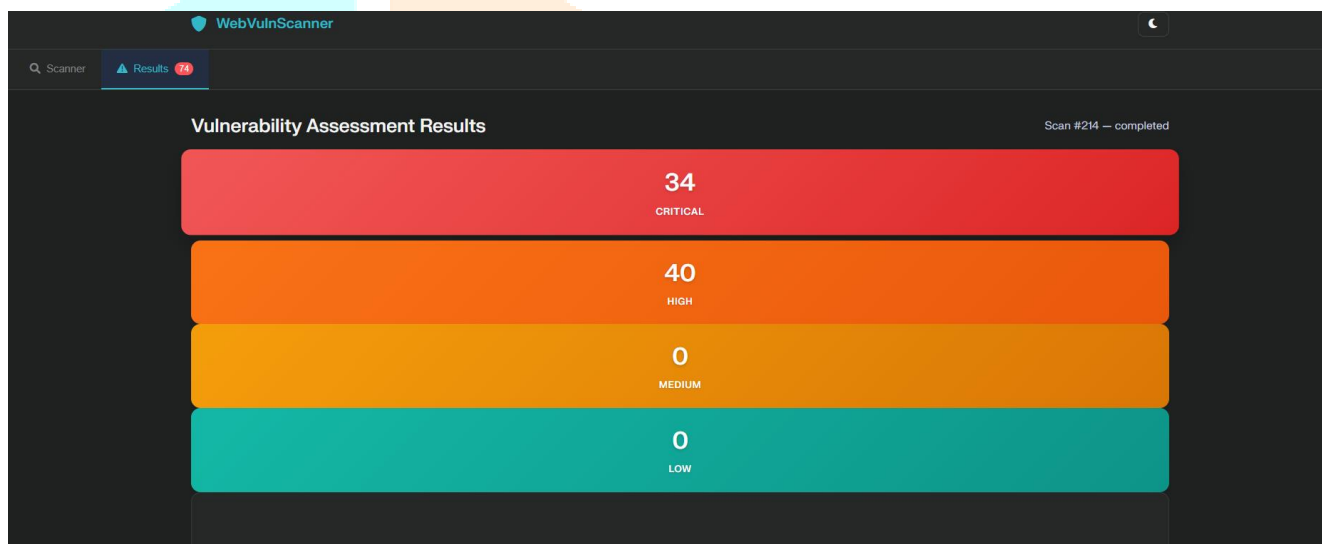 WebVulnScanner
Scanner
Results 74
Vulnerability Assessment Results
Scan #214 — completed
34
CRITICAL
40
HIGH
0
MEDIUM
0
LOW